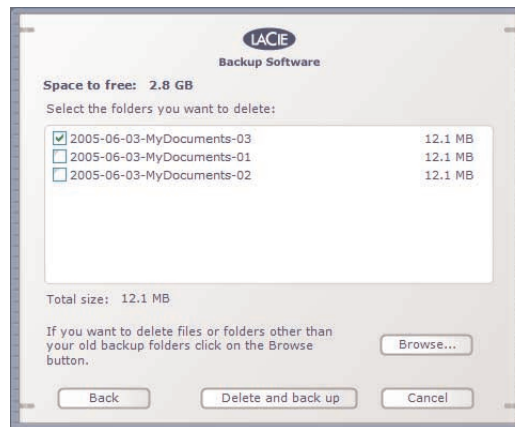 LACIE
Backup Software
Space to free: 2.8 GB
Select the folders you want to delete:
2005-06-03-MyDocuments-03 12.1 MB
2005-06-03-MyDocuments-01 12.1 MB
2005-06-03-MyDocuments-02 12.1 MB
Total size: 12.1 MB
If you want to delete files or folders other than
your old backup folders click on the Browse
button.
Browse...
Back Delete and back up Cancel